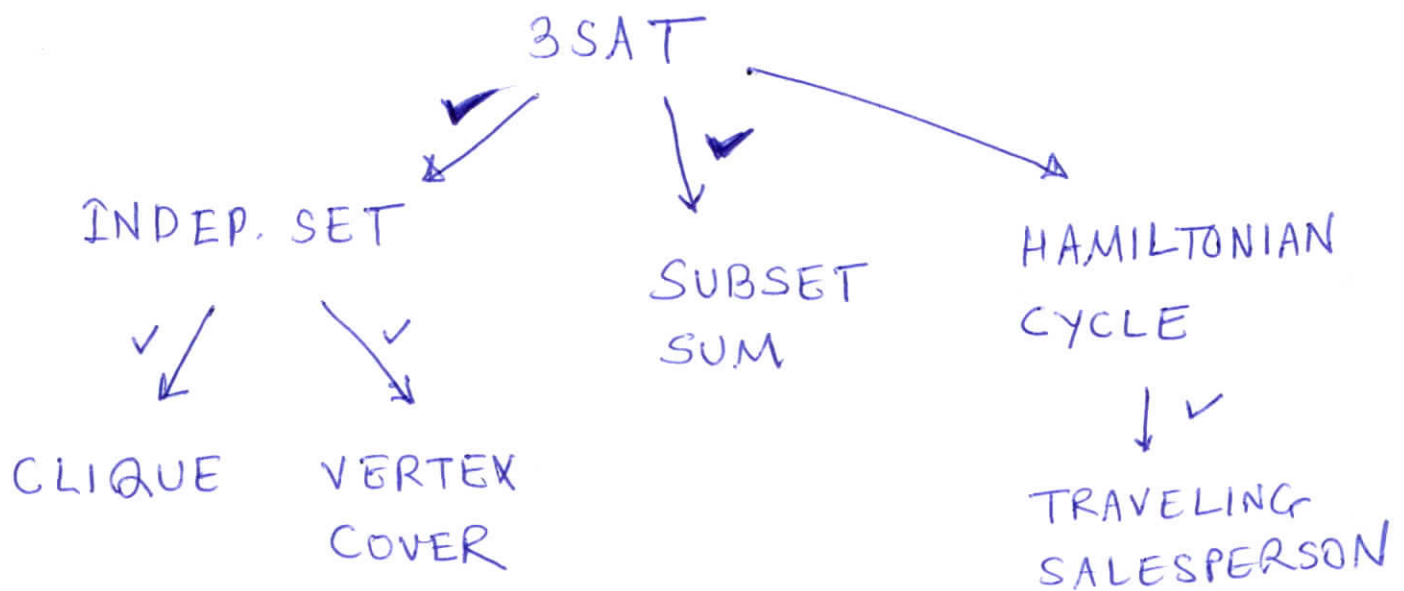 3SAT
INDEP. SET
SUBSET
SUM
HAMILTONIAN
CYCLE
CLIQUE
VERTEX
COVER
TRAVELING
SALESPERSON